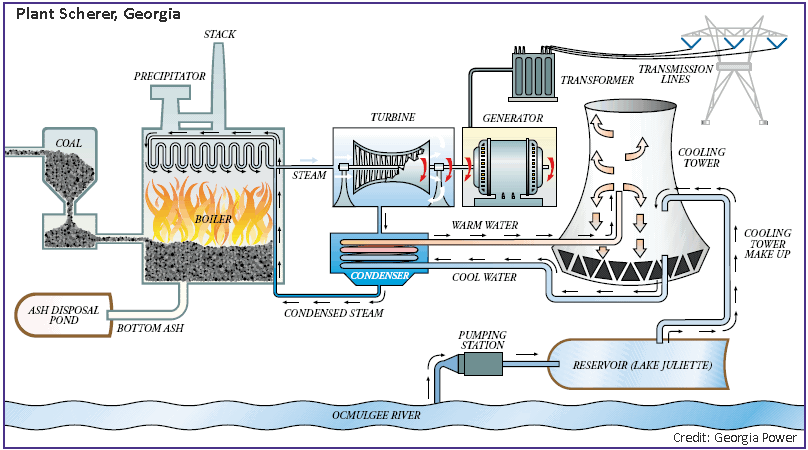 Plant Scherer, Georgia
STACK
PRECIPITATOR
TRANSFORMER
TRANSMISSION
LINES
COAL
TURBINE
GENERATOR
COOLING
TOWER
STEAM
BOILER
WARM WATER
COOLING
TOWER
MAKE UP
CONDENSER
COOL WATER
ASH DISPOSAL
POND
BOTTOM ASH
CONDENSED STEAM
PUMPING
STATION
RESERVOIR (LAKE JULIETTE)
OCMULGEE RIVER
Credit: Georgia Power